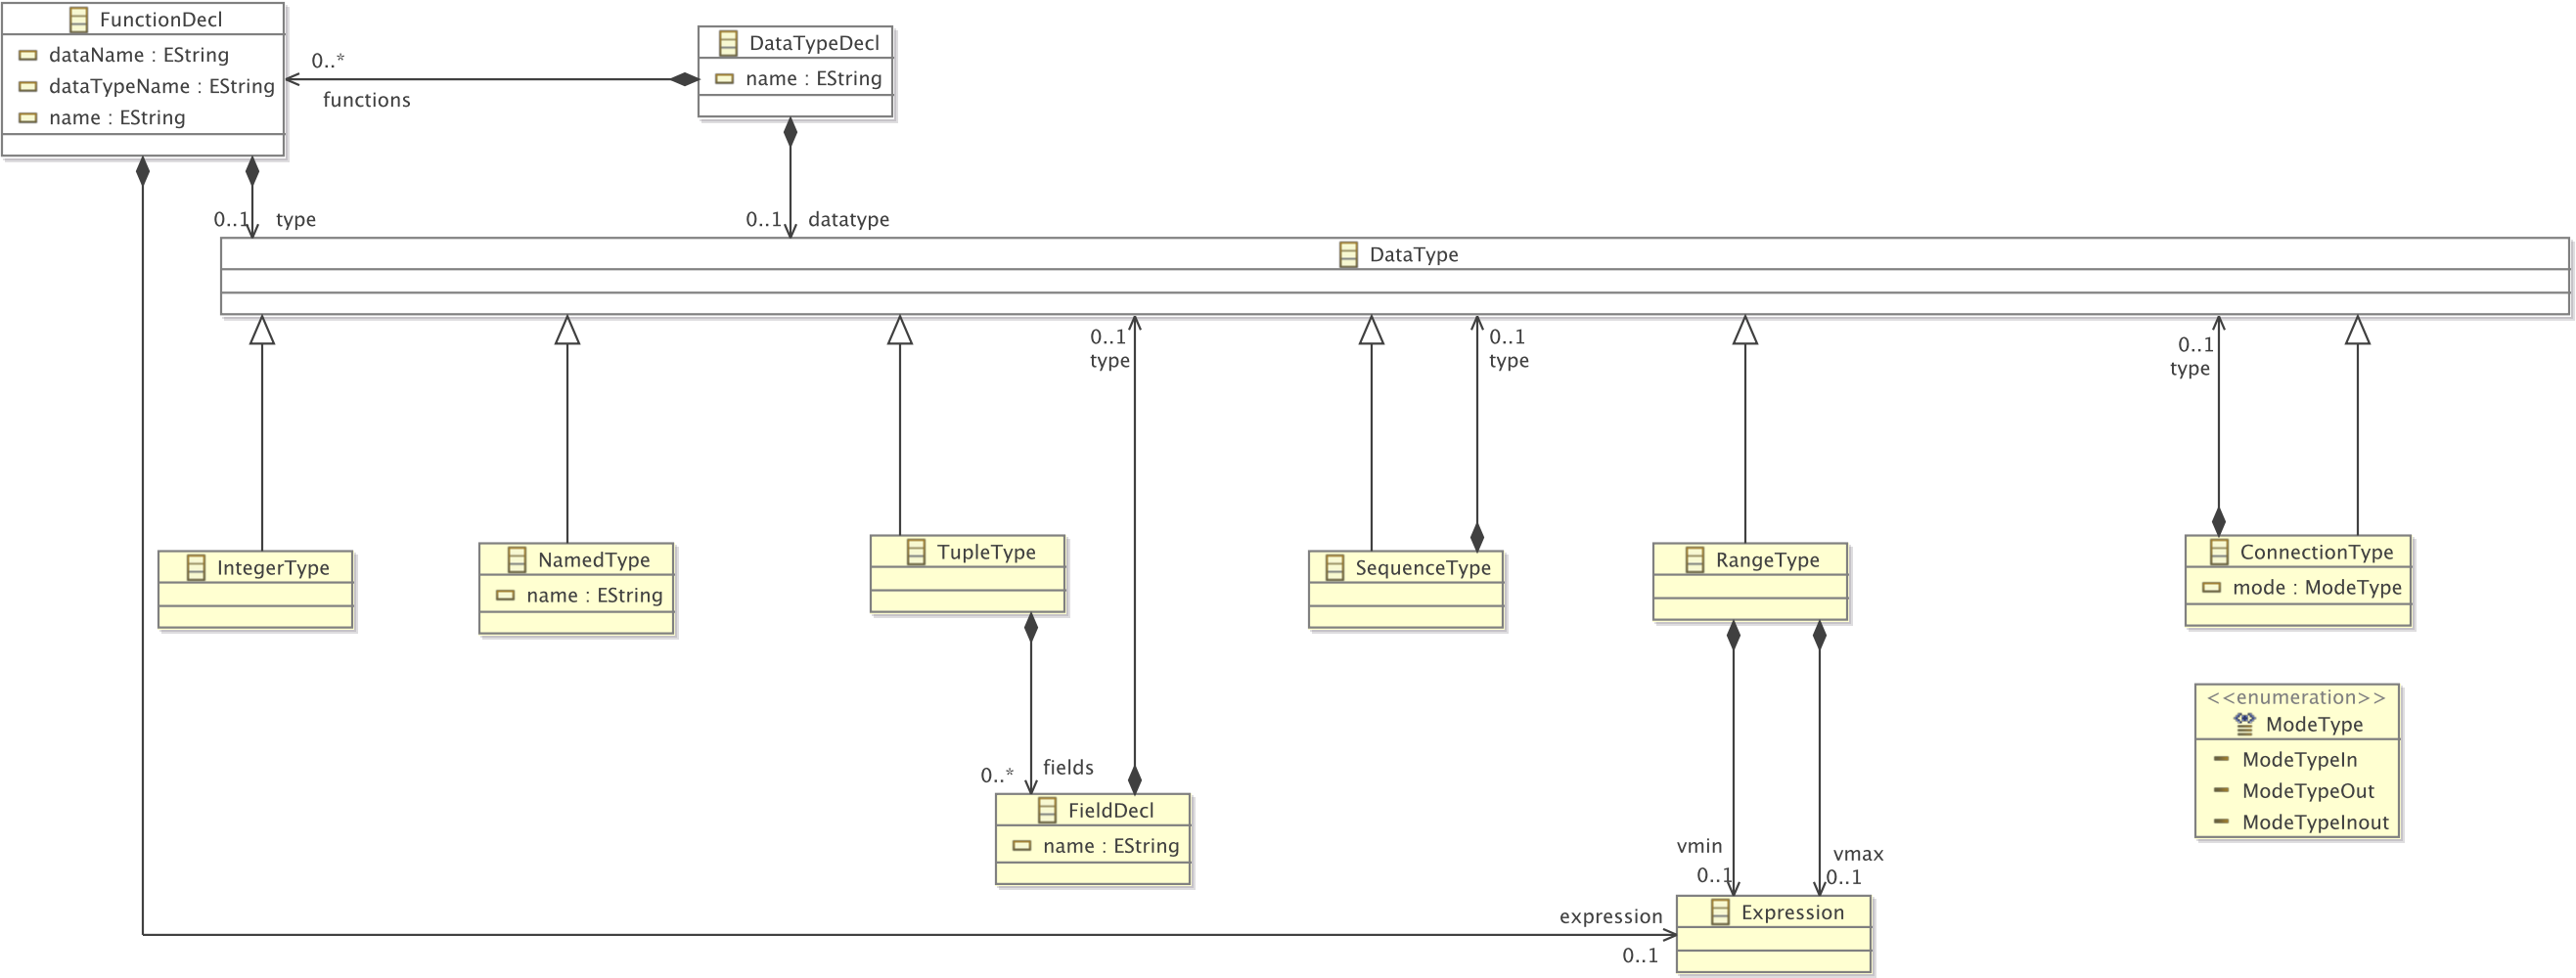 FunctionDecl
dataName : EString
dataTypeName : EString
name : EString
0..*
functions
DataTypeDecl
name : EString
0..1 type
0..1 datatype
DataType
0..1
type
0..1
type
0..1
type
IntegerType
NamedType
name : EString
TupleType
SequenceType
RangeType
ConnectionType
mode : ModeType
<<enumeration>>
ModeType
ModeTypeIn
ModeTypeOut
ModeTypeInout
0..* fields
FieldDecl
name : EString
vmin
0..1
vmax
0..1
expression
0..1
Expression